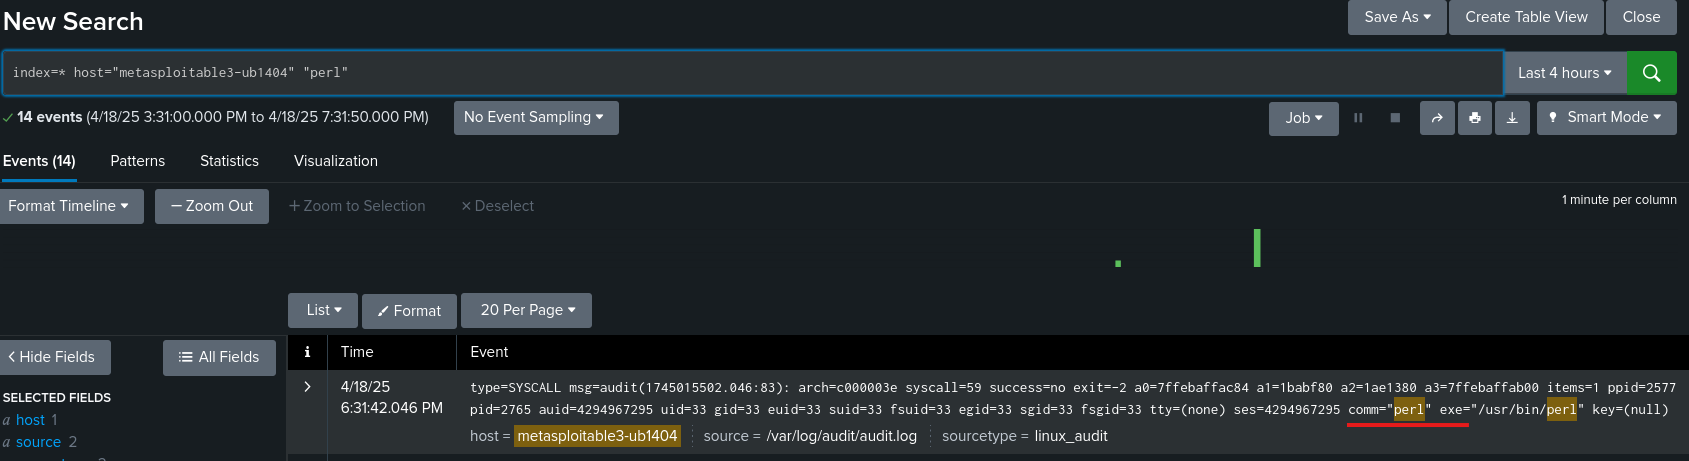 New Search
Save As
Create Table View
Close
index=* host="metasploitable3-ub1404" "perl"
Last 4 hours
14 events (4/18/25 3:31:00.000 PM to 4/18/25 7:31:50.000 PM)
No Event Sampling
Job
Smart Mode
Events (14)
Patterns
Statistics
Visualization
Format Timeline
— Zoom Out
+ Zoom to Selection
× Deselect
1 minute per column
List
Format
20 Per Page
< Hide Fields
All Fields
i
Time
Event
SELECTED FIELDS
a host 1
a source 2
4/18/25
6:31:42.046 PM
type=SYSCALL msg=audit(1745015502.046:83): arch=c000003e syscall=59 success=no exit=-2 a0=7ffebaffac84 a1=1babf80 a2=1ae1380 a3=7ffebaffab00 items=1 ppid=2577
pid=2765 auid=4294967295 uid=33 gid=33 euid=33 suid=33 fsuid=33 egid=33 sgid=33 fsgid=33 tty=(none) ses=4294967295 comm="perl" exe="/usr/bin/perl" key=(null)
host = metasploitable3-ub1404
source = /var/log/audit/audit.log
sourcetype = linux_audit